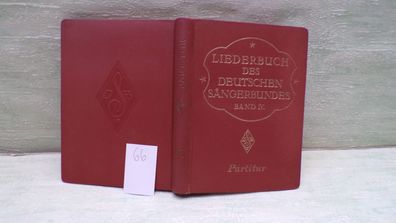 LIEDERBUCH
DES
DEUTSCHEN
SÄNGERBUNDES
BAND IV.
Partitur
66